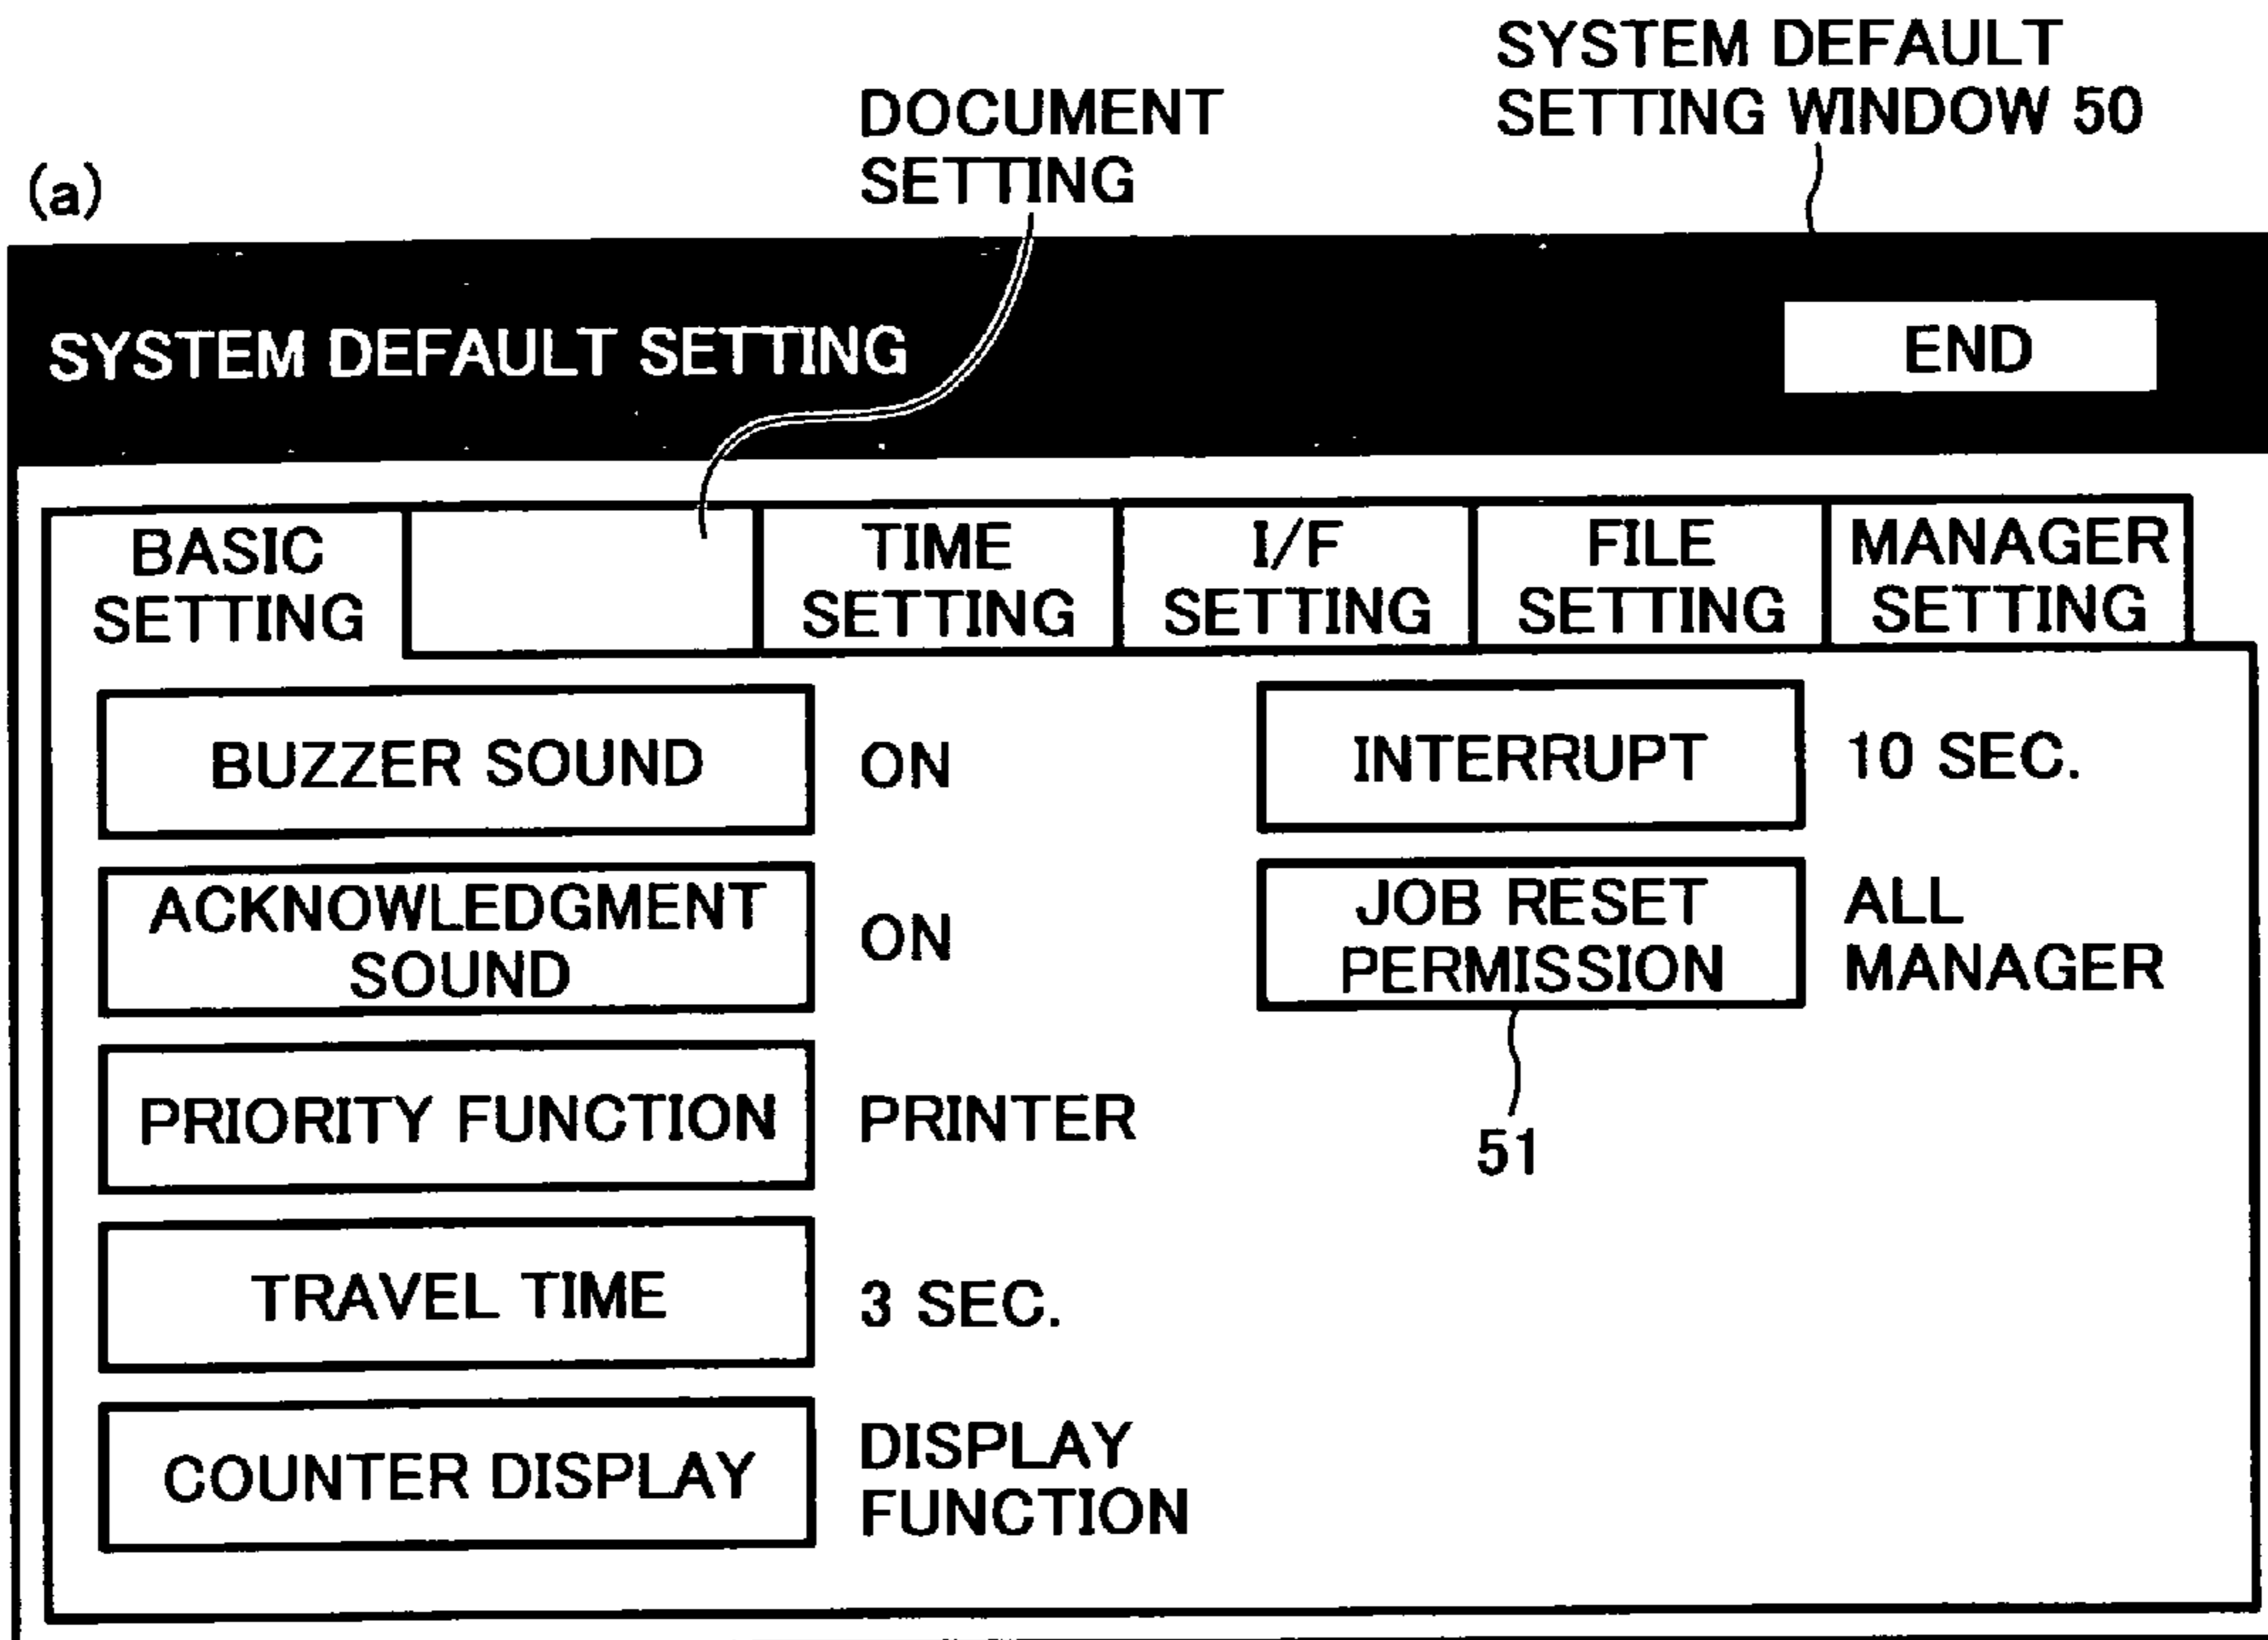 SYSTEM DEFAULT
SETTING WINDOW 50
DOCUMENT
SETTING
(a)
SYSTEM DEFAULT SETTING
END
BASIC
SETTING
TIME
SETTING
I/F
SETTING
FILE
SETTING
MANAGER
SETTING
BUZZER SOUND
ON
INTERRUPT
10 SEC.
ACKNOWLEDGMENT
SOUND
ON
JOB RESET
PERMISSION
ALL
MANAGER
51
PRIORITY FUNCTION
PRINTER
TRAVEL TIME
3 SEC.
COUNTER DISPLAY
DISPLAY
FUNCTION